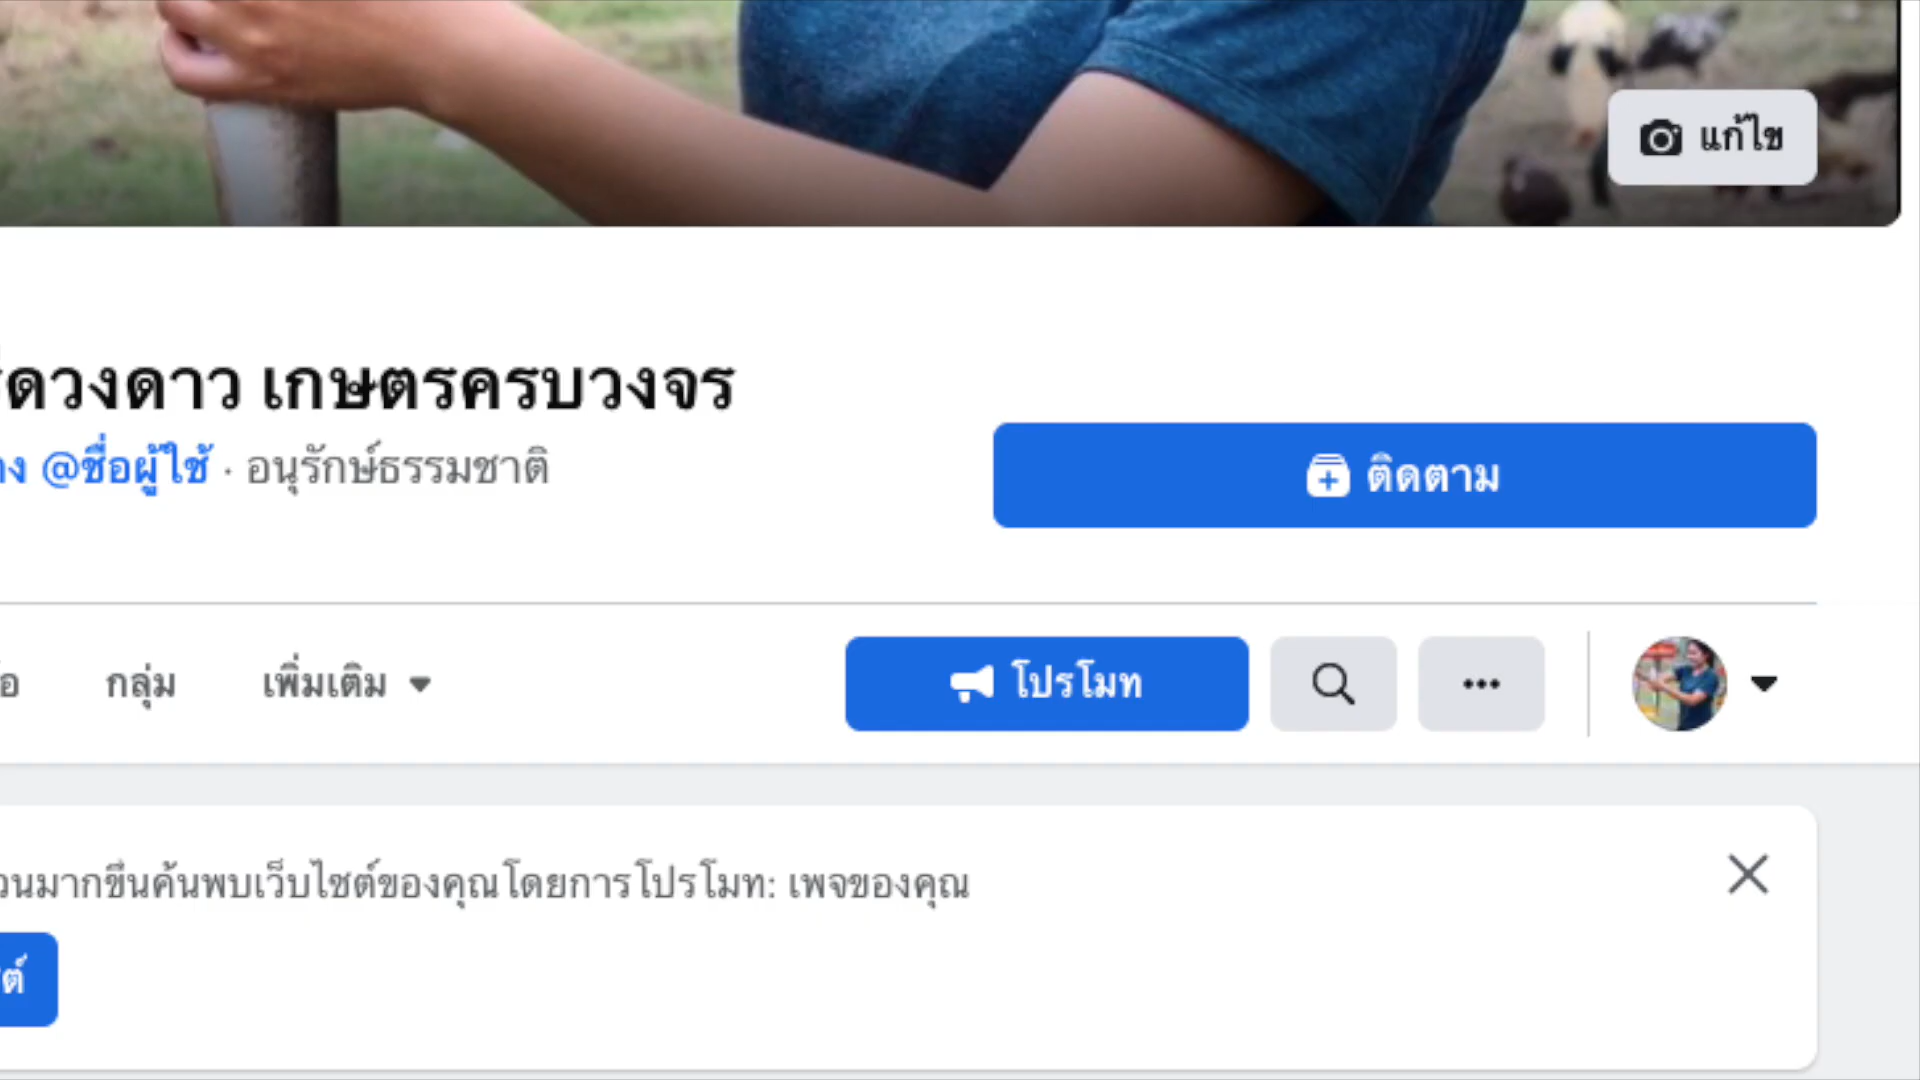 แก้ไข
ดวงดาว เกษตรครบวงจร
@ชื่อผู้ใช้ · อนุรักษ์ธรรมชาติ
ติดตาม
กลุ่ม เพิ่มเติม
โปรโมท
มากขึ้นค้นพบเว็บไซต์ของคุณโดยการโปรโมท: เพจของคุณ